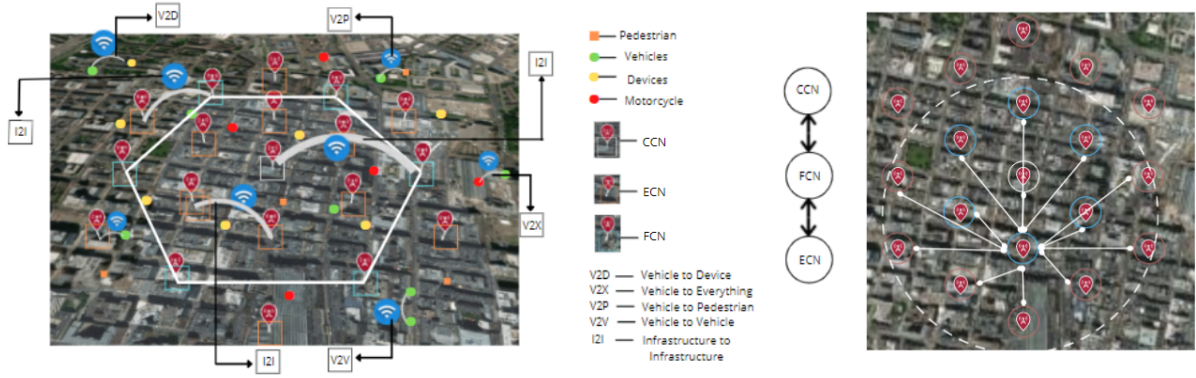 V2D
V2P
I2I
I2I
V2X
I2I
V2V
Pedestrian
Vehicles
Devices
Motorcycle
CCN
ECN
FCN
V2D — Vehicle to Device
V2X — Vehicle to Everything
V2P — Vehicle to Pedestrian
V2V — Vehicle to Vehicle
I2I — Infrastructure to
Infrastructure
CCN
FCN
ECN